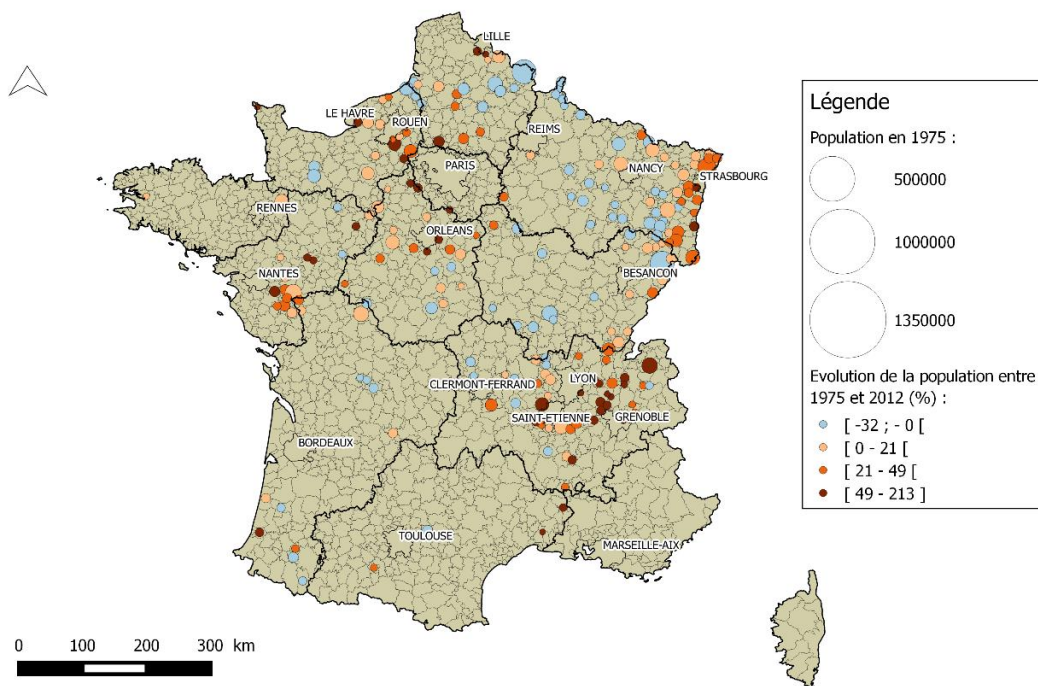 LILLE
LE HAVRE
ROUEN
REIMS
PARIS
NANCY
STRASBOURG
RENNES
ORLEANS
NANTES
BESANCON
CLERMONT-FERRAND
LYON
SAINT-ETIENNE
GRENOBLE
BORDEAUX
TOULOUSE
MARSEILLE-AIX
0 100 200 300 km
Légende
Population en 1975 :
500000
1000000
1350000
Evolution de la population entre
1975 et 2012 (%) :
[ -32 ; - 0 [
[ 0 - 21 [
[ 21 - 49 [
[ 49 - 213 ]